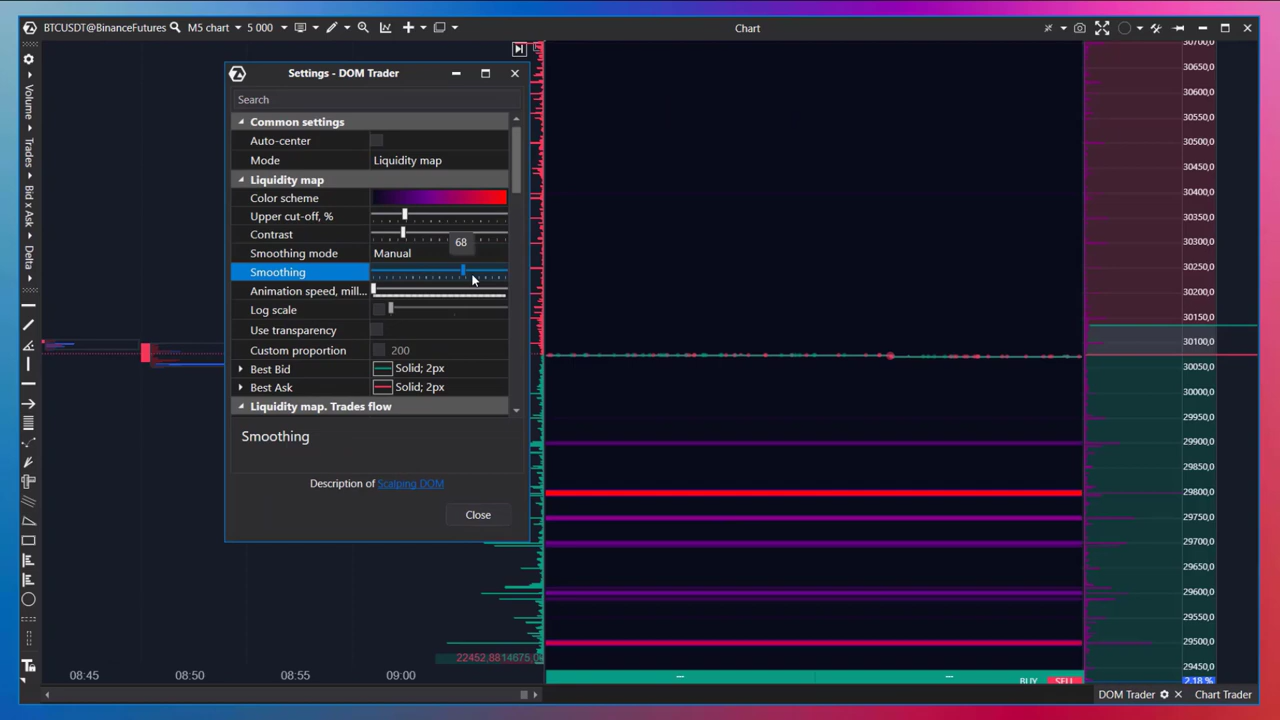 BTCUSDT@BinanceFutures M5 chart 5 000 Chart
Settings - DOM Trader
Search
Common settings
Auto-center
Mode Liquidity map
Liquidity map
Color scheme
Upper cut-off, %
Contrast
68
Smoothing mode Manual
Smoothing
Animation speed, mill...
Log scale
Use transparency
Custom proportion 200
Best Bid Solid; 2px
Best Ask Solid; 2px
Liquidity map. Trades flow
Smoothing
Description of Scalping DOM
Close
Volume
Trades
Bid x Ask
Delta
30700,0
30650,0
30600,0
30550,0
30500,0
30450,0
30400,0
30350,0
30300,0
30250,0
30200,0
30150,0
30100,0
30050,0
29950,0
29900,0
29850,0
29800,0
29750,0
29700,0
29650,0
29600,0
29550,0
29500,0
29450,0
08:45 08:50 08:55 09:00
-- -- BUY SELL 2,18 %
DOM Trader Chart Trader